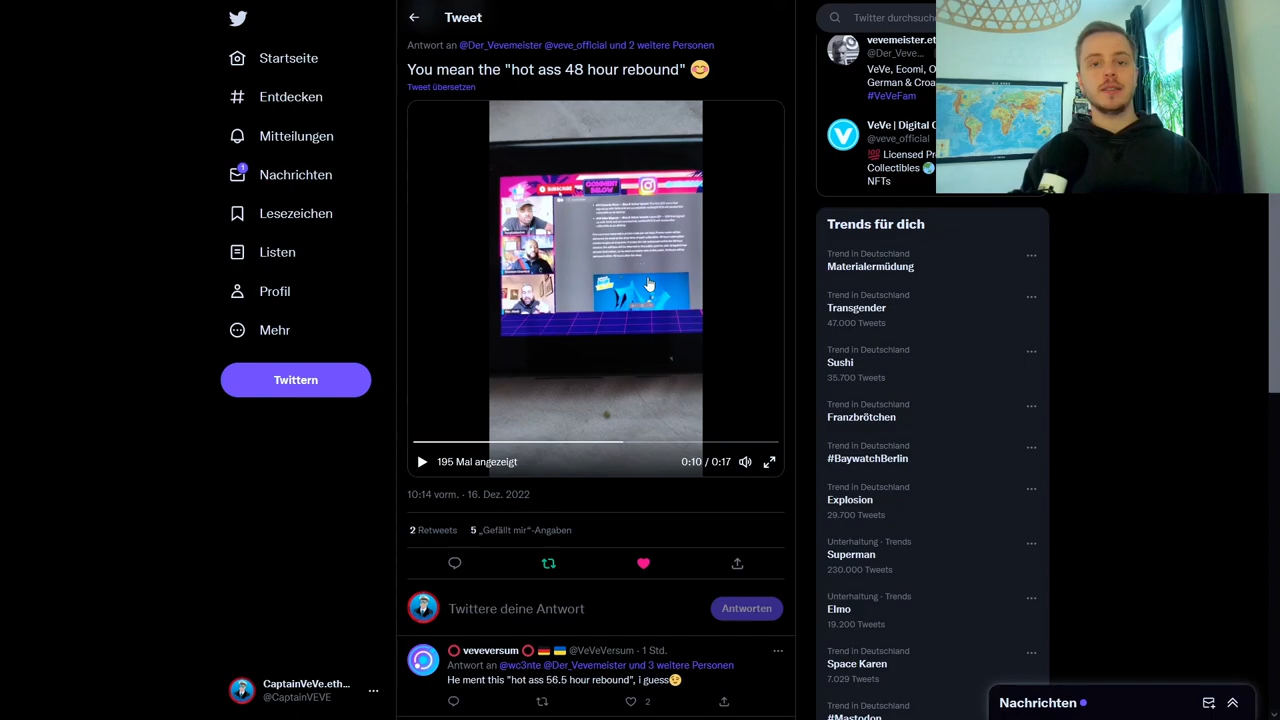 Startseite
Entdecken
Mitteilungen
1
Nachrichten
Lesezeichen
Listen
Profil
Mehr
Twittern
CaptainVeVe.eth...
@CaptainVEVE
Tweet
Antwort an @Der_Vevemeister @veve_official und 2 weitere Personen
You mean the "hot ass 48 hour rebound" 😊
Tweet übersetzen
SUBSCRIBE
COMMENT
BELOW
195 Mal angezeigt
0:10 / 0:17
10:14 vorm. · 16. Dez. 2022
2 Retweets 5 „Gefällt mir“-Angaben
Twittere deine Antwort
Antworten
⭕ veveversum ⭕ 🇩🇪 🇺🇦 @VeVeVersum · 1 Std.
Antwort an @wc3nte @Der_Vevemeister und 3 weitere Personen
He ment this "hot ass 56.5 hour rebound", i guess😉
2
Twitter durchsuche
vevemeister.et
@Der_Veve...
VeVe, Ecomi, O
German & Croa
#VeVeFam
VeVe | Digital C
@veve_official
💯 Licensed Pr
Collectibles
NFTs
Trends für dich
Trend in Deutschland
Materialermüdung
Trend in Deutschland
Transgender
47.000 Tweets
Trend in Deutschland
Sushi
35.700 Tweets
Trend in Deutschland
Franzbrötchen
Trend in Deutschland
#BaywatchBerlin
Trend in Deutschland
Explosion
29.700 Tweets
Unterhaltung · Trends
Superman
230.000 Tweets
Unterhaltung · Trends
Elmo
19.200 Tweets
Trend in Deutschland
Space Karen
7.029 Tweets
Trend in Deutschland
#Mastodon
Nachrichten